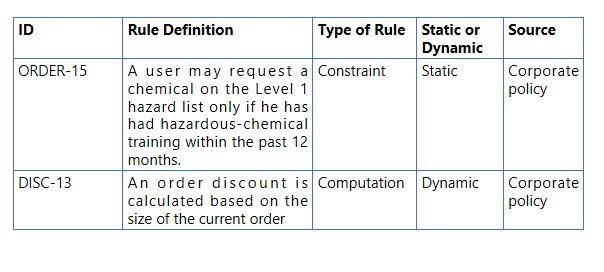 ID Rule Definition Type of Rule Static or Dynamic Source
ORDER-15 A user may request a Constraint Static Corporate
chemical on the Level 1 policy
hazard list only if he has
had hazardous-chemical
training within the past 12
months.
DISC-13 An order discount is Computation Dynamic Corporate
calculated based on the policy
size of the current order